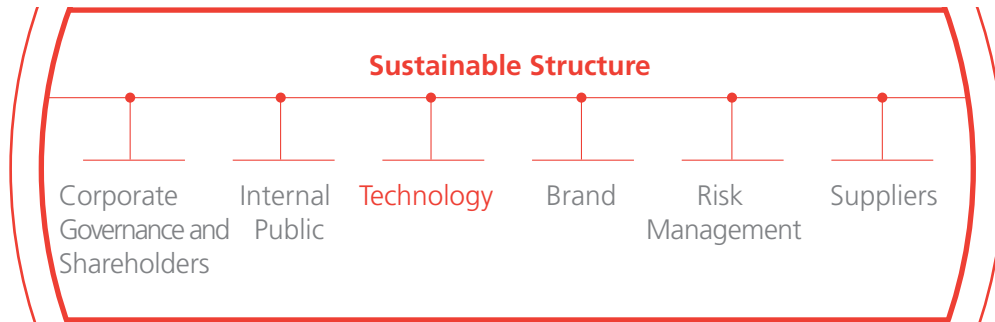 Sustainable Structure
Corporate
Governance and
Shareholders
Internal
Public
Technology
Brand
Risk
Management
Suppliers